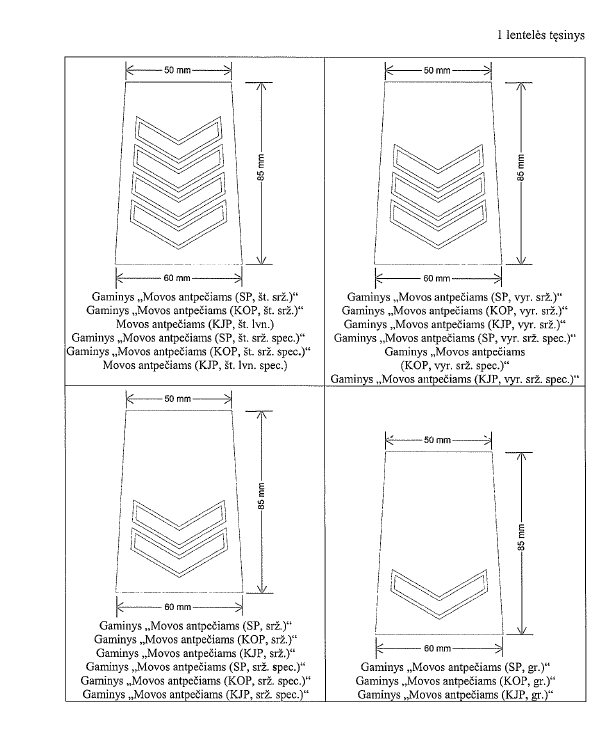 1 lentelės tęsinys
50 mm
85 mm
60 mm
Gaminys „Movos antpečiams (SP, št. srž.)“
Gaminys „Movos antpečiams (KOP, št. srž.)“
Movos antpečiams (KJP, št. lvn.)
Gaminys „Movos antpečiams (SP, št. srž. spec.)“
Gaminys „Movos antpečiams (KOP, št. srž. spec.)“
Movos antpečiams (KJP, št. lvn. spec.)
50 mm
85 mm
60 mm
Gaminys „Movos antpečiams (SP, vyr. srž.)“
Gaminys „Movos antpečiams (KOP, vyr. srž.)“
Gaminys „Movos antpečiams (KJP, vyr. srž.)“
Gaminys „Movos antpečiams (SP, vyr. srž. spec.)“
Gaminys „Movos antpečiams
(KOP, vyr. srž. spec.)“
Gaminys „Movos antpečiams (KJP, vyr. srž. spec.)“
50 mm
85 mm
60 mm
Gaminys „Movos antpečiams (SP, srž.)“
Gaminys „Movos antpečiams (KOP, srž.)“
Gaminys „Movos antpečiams (KJP, srž.)“
Gaminys „Movos antpečiams (SP, srž. spec.)“
Gaminys „Movos antpečiams (KOP, srž. spec.)“
Gaminys „Movos antpečiams (KJP, srž. spec.)“
50 mm
85 mm
60 mm
Gaminys „Movos antpečiams (SP, gr.)“
Gaminys „Movos antpečiams (KOP, gr.)“
Gaminys „Movos antpečiams (KJP, gr.)“